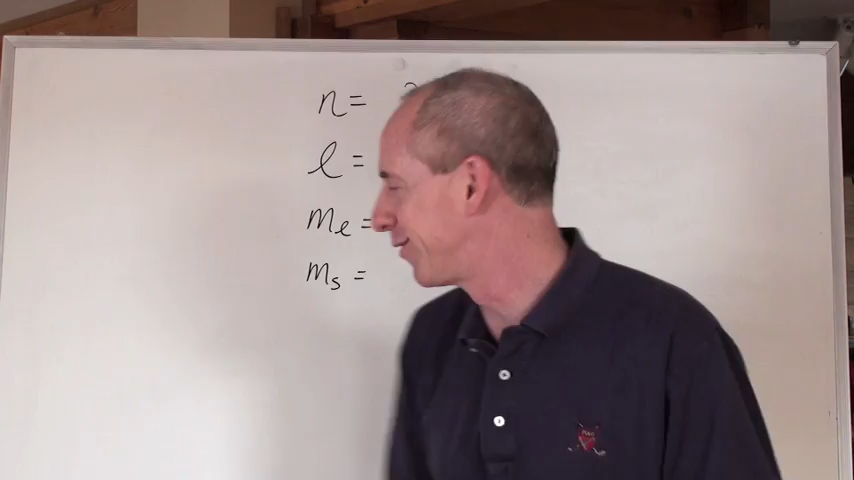 n =
ℓ =
mℓ =
ms =